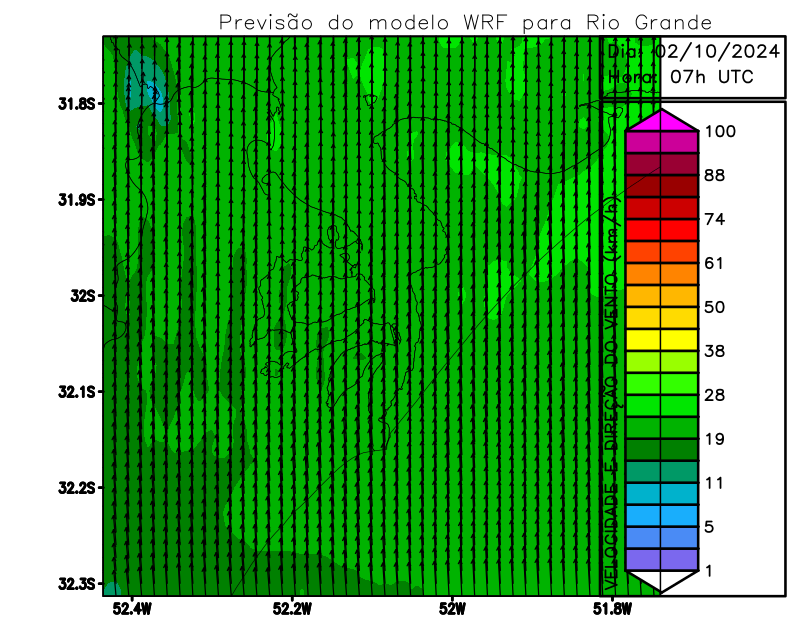 Previsão do modelo WRF para Rio Grande
Dia: 02/10/2024
Hora: 07h UTC
31.8S
31.9S
32S
32.1S
32.2S
32.3S
52.4W
52.2W
52W
51.8W
VELOCIDADE E DIREÇÃO DO VENTO (km/h)
100
88
74
61
50
38
28
19
11
5
1